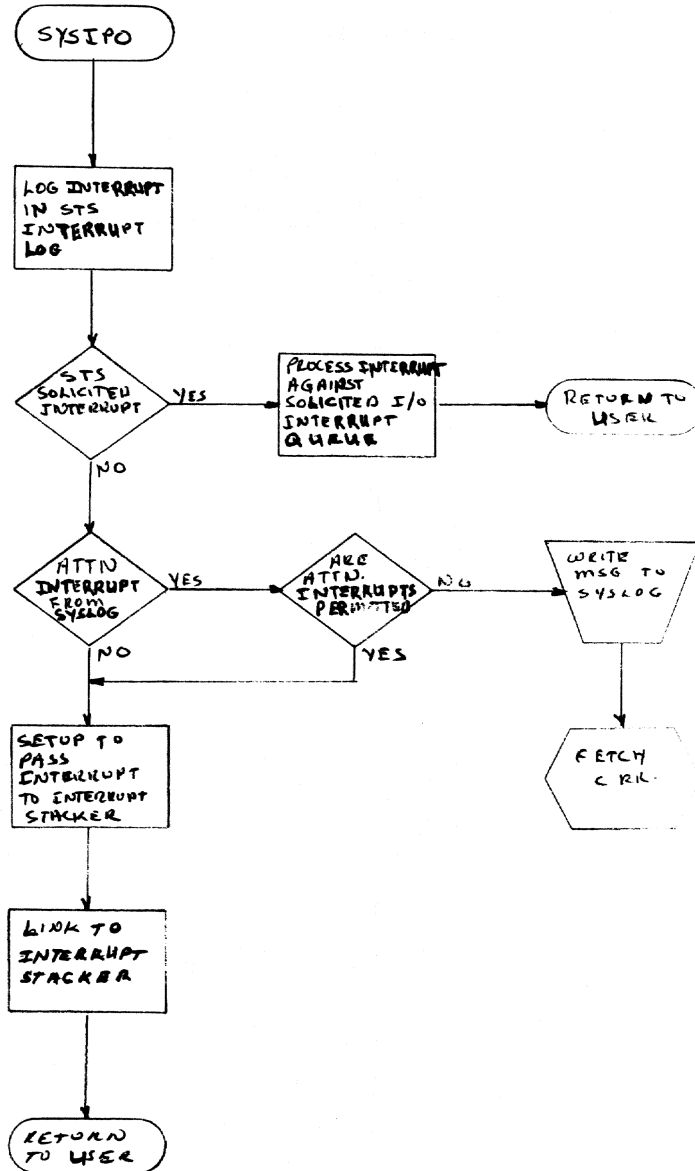 SYSIPO
LOG INTERRUPT
IN STS
INTERRUPT
LOG
STS
SOLICITED
INTERRUPT
YES
PROCESS INTERRUPT
AGAINST
SOLICITED I/O
INTERRUPT
QUEUE
RETURN TO
USER
NO
ATTN
INTERRUPT
FROM
SYSLOG
YES
ARE
ATTN.
INTERRUPTS
PERMITTED
NO
WRITE
MSG TO
SYSLOG
NO
YES
SETUP TO
PASS
INTERRUPT
TO INTERRUPT
STACKER
FETCH
LINK TO
INTERRUPT
STACKER
RETURN
TO USER